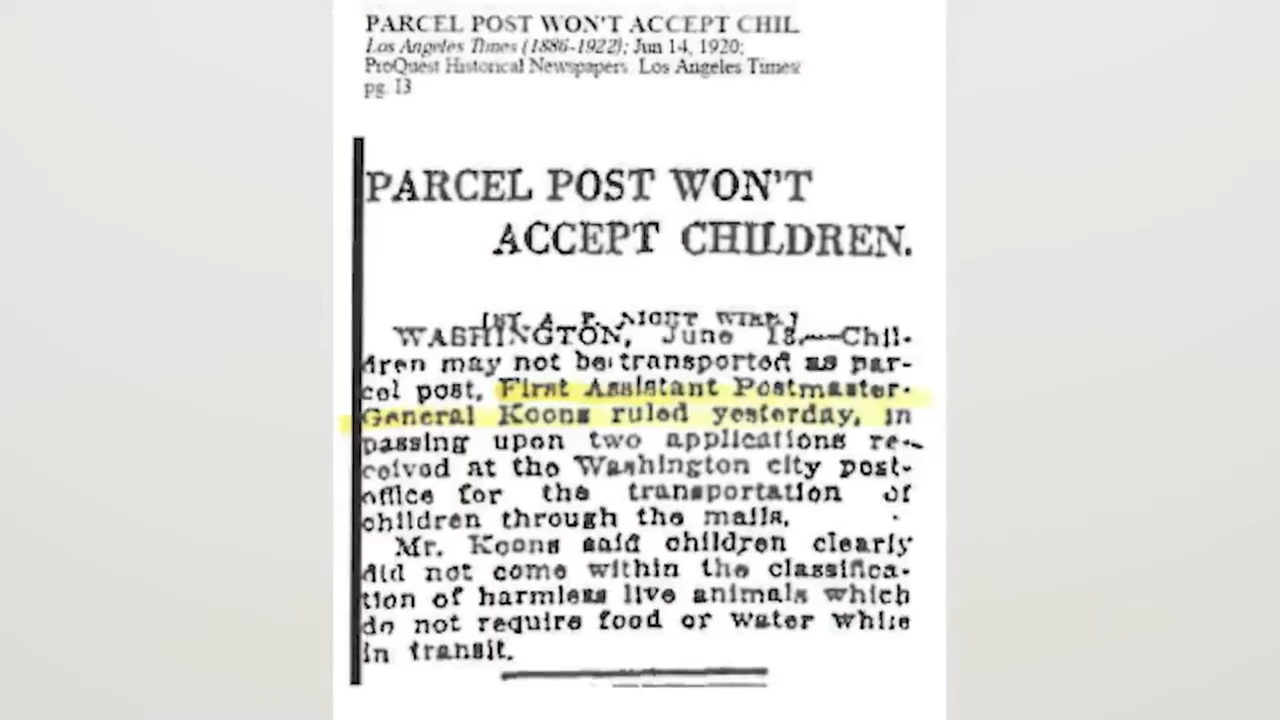 PARCEL POST WON'T ACCEPT CHIL
Los Angeles Times (1886-1922); Jun 14, 1920;
ProQuest Historical Newspapers Los Angeles Times
pg. 13
PARCEL POST WON'T
ACCEPT CHILDREN.
[BY A. P. NIGHT WIRE.]
WASHINGTON, June 13.—Chil-
dren may not be transported as par-
cel post, First Assistant Postmaster-
General Koons ruled yesterday, in
passing upon two applications re-
ceived at the Washington city post-
office for the transportation of
children through the mails.
Mr. Koons said children clearly
did not come within the classifica-
tion of harmless live animals which
do not require food or water while
in transit.